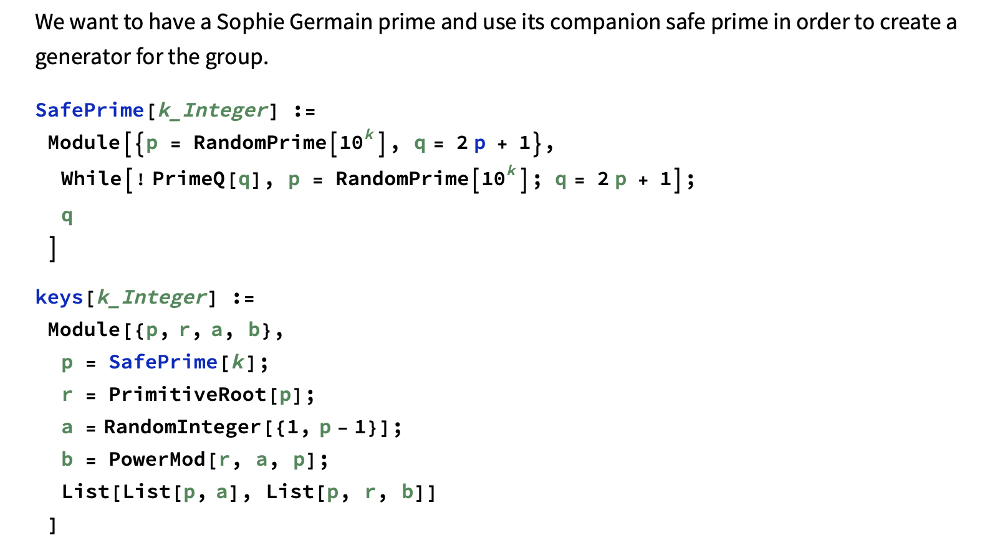 We want to have a Sophie Germain prime and use its companion safe prime in order to create a
generator for the group.
SafePrime[k_Integer] :=
Module[{p = RandomPrime[10^k], q = 2 p + 1},
While[! PrimeQ[q], p = RandomPrime[10^k]; q = 2 p + 1];
q
]
keys[k_Integer] :=
Module[{p, r, a, b},
p = SafePrime[k];
r = PrimitiveRoot[p];
a = RandomInteger[{1, p - 1}];
b = PowerMod[r, a, p];
List[List[p, a], List[p, r, b]]
]